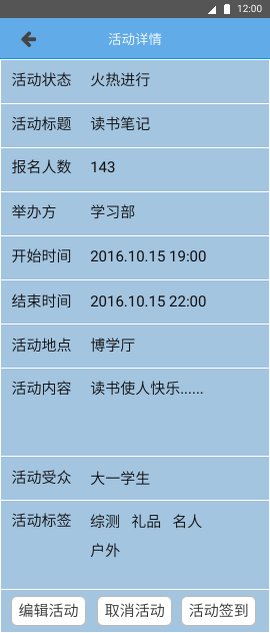 12:00
活动详情
活动状态 火热进行
活动标题 读书笔记
报名人数 143
举办方 学习部
开始时间 2016.10.15 19:00
结束时间 2016.10.15 22:00
活动地点 博学厅
活动内容 读书使人快乐......
活动受众 大一学生
活动标签 综测 礼品 名人
户外
编辑活动 取消活动 活动签到